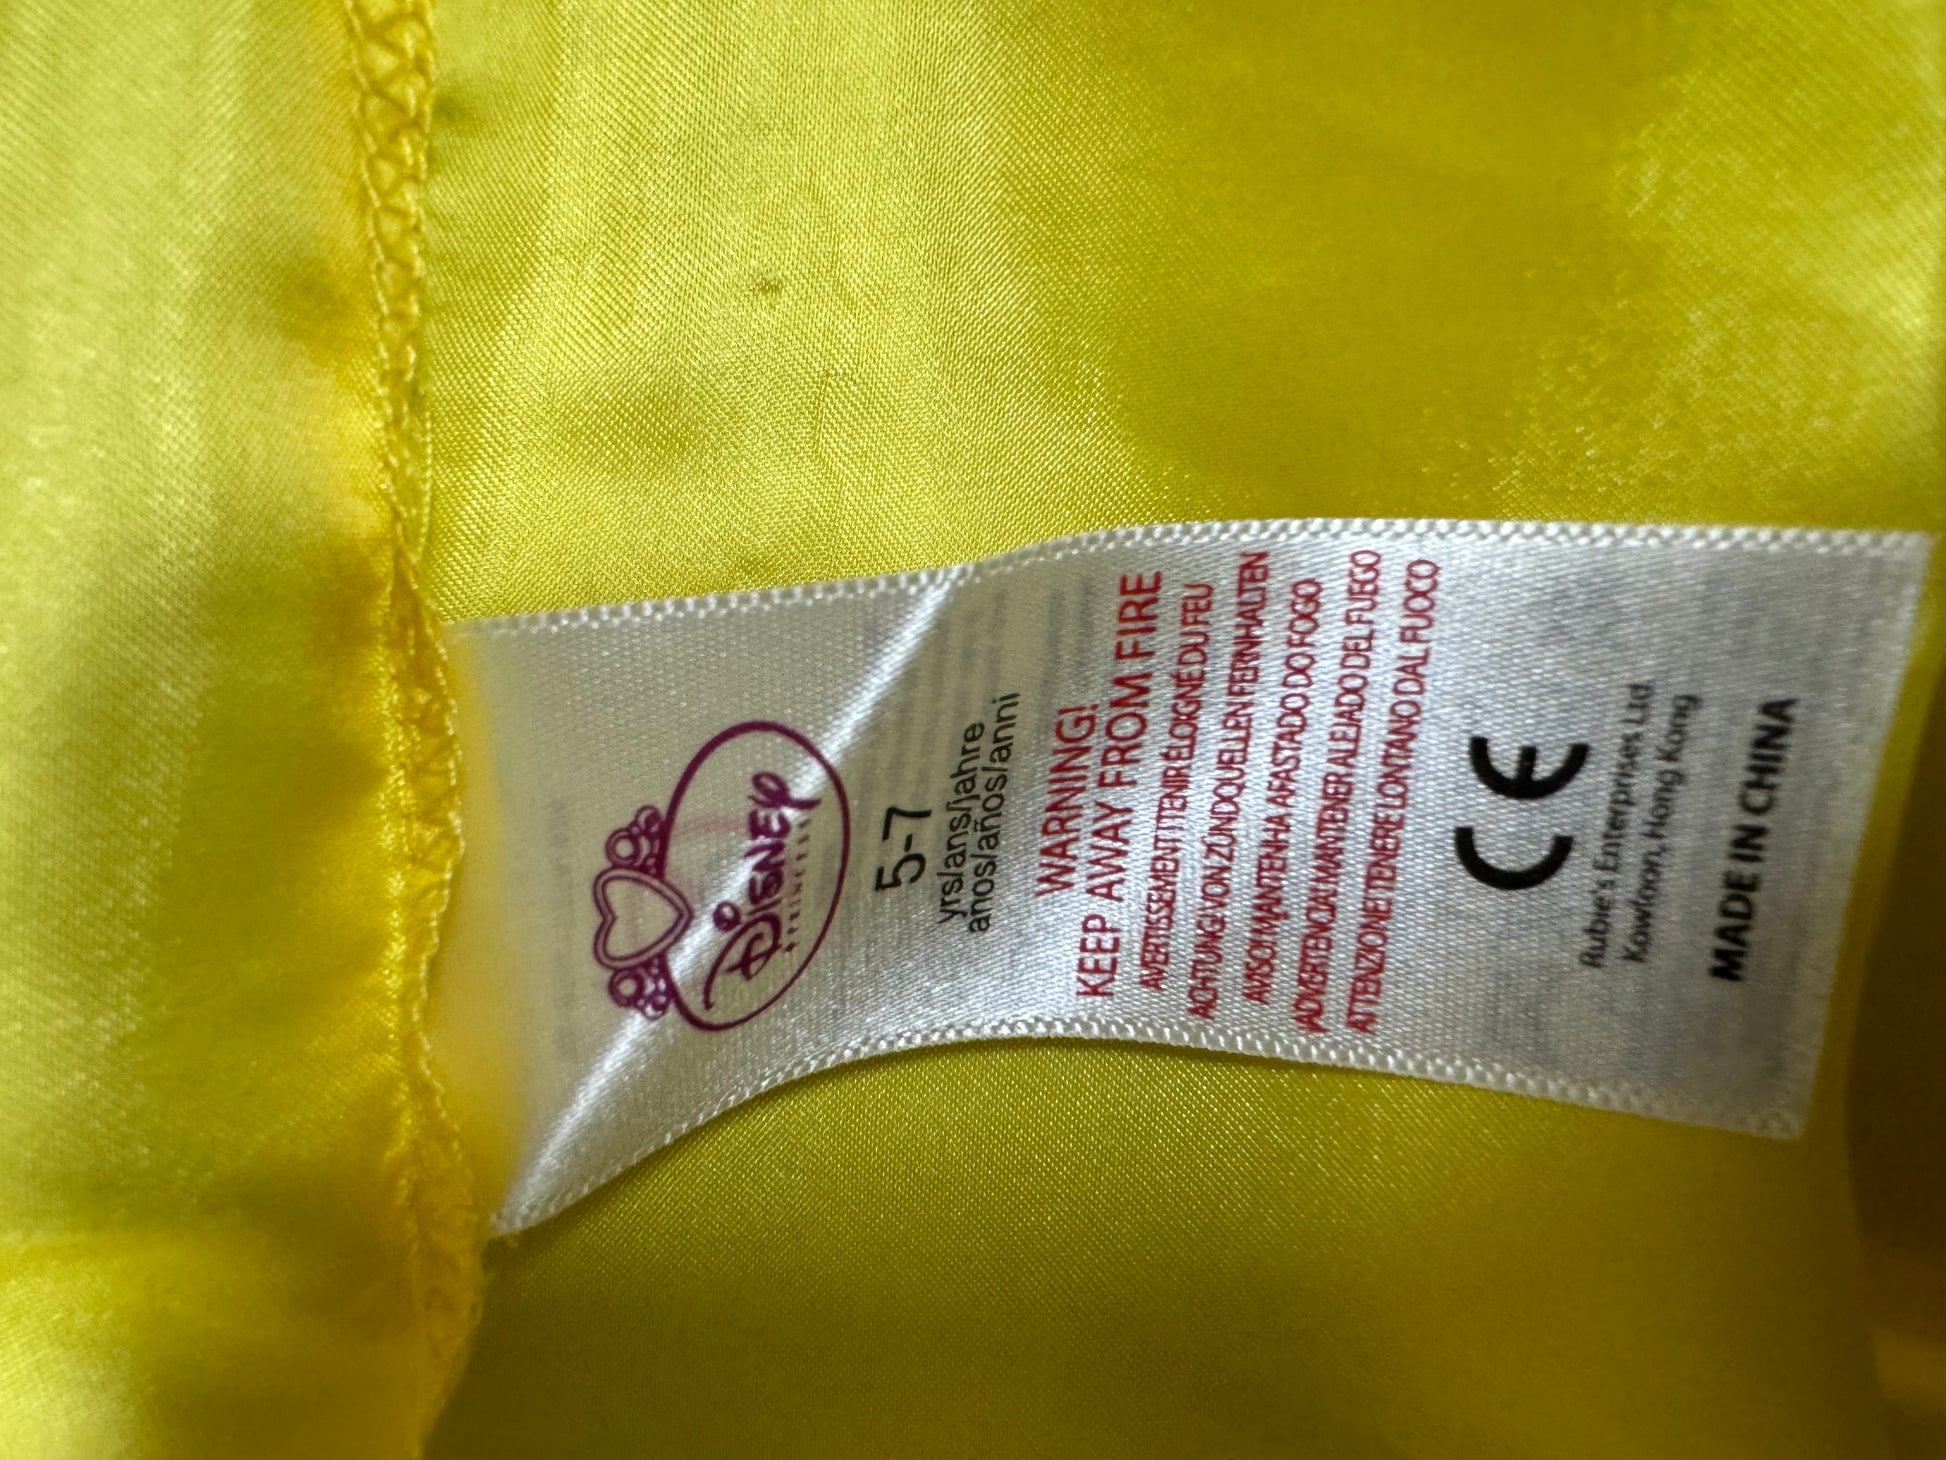 DISNEY
PRINCESS
5-7
yrs/ans/jahre
anos/años/anni
WARNING!
KEEP AWAY FROM FIRE
AVERTISSEMENT! TENIR ÉLOIGNÉ DU FEU
ACHTUNG! VON ZÜNDQUELLEN FERNHALTEN
AVISO! MANTENHA AFASTADO DO FOGO
¡ADVERTENCIA! MANTENER ALEJADO DEL FUEGO
ATTENZIONE! TENERE LONTANO DAL FUOCO
CE
Rubie's Enterprises Ltd
Kowloon, Hong Kong
MADE IN CHINA